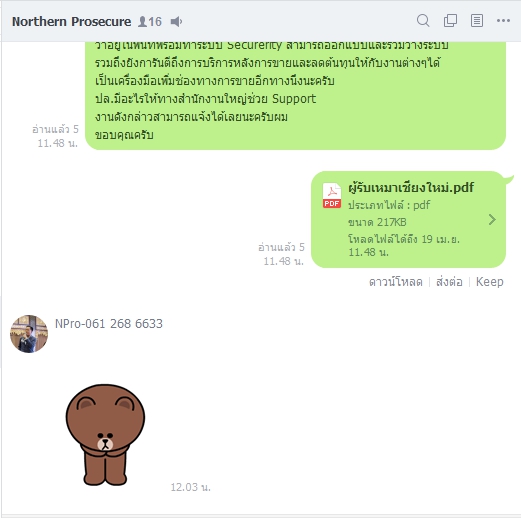 Northern Prosecure 16
ว่าอยู่ในพื้นที่พร้อมทำระบบ Securerity สามารถออกแบบและร่วมวางระบบ
รวมถึงยังการันตีถึงการบริการหลังการขายและลดต้นทุนให้กับงานต่างๆได้
เป็นเครื่องมือเพิ่มช่องทางการขายอีกทางนึงนะครับ
ปล.มีอะไรให้ทางสำนักงานใหญ่ช่วย Support
งานดังกล่าวสามารถแจ้งได้เลยนะครับผม
ขอบคุณครับ
อ่านแล้ว 5
11.48 น.
ผู้รับเหมาเชียงใหม่.pdf
ประเภทไฟล์ : pdf
ขนาด 217KB
โหลดไฟล์ได้ถึง 19 เม.ย.
11.48 น.
PDF
อ่านแล้ว 5
11.48 น.
ดาวน์โหลด | ส่งต่อ | Keep
NPro-061 268 6633
12.03 น.